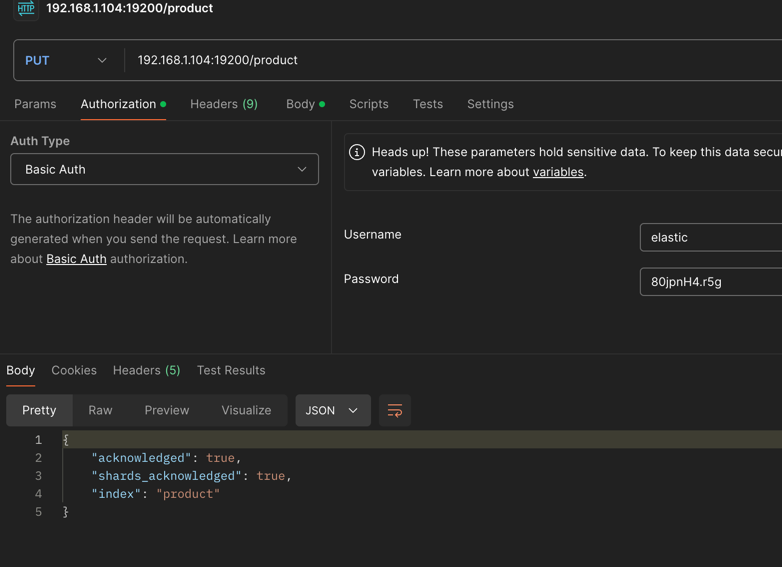 HTTP 192.168.1.104:19200/product
PUT 192.168.1.104:19200/product
Params Authorization Headers (9) Body Scripts Tests Settings
Auth Type
Basic Auth
The authorization header will be automatically
generated when you send the request. Learn more
about Basic Auth authorization.
Heads up! These parameters hold sensitive data. To keep this data secu
variables. Learn more about variables.
Username elastic
Password 80jpnH4.r5g
Body Cookies Headers (5) Test Results
Pretty Raw Preview Visualize JSON
1 {
2 "acknowledged": true,
3 "shards_acknowledged": true,
4 "index": "product"
5 }